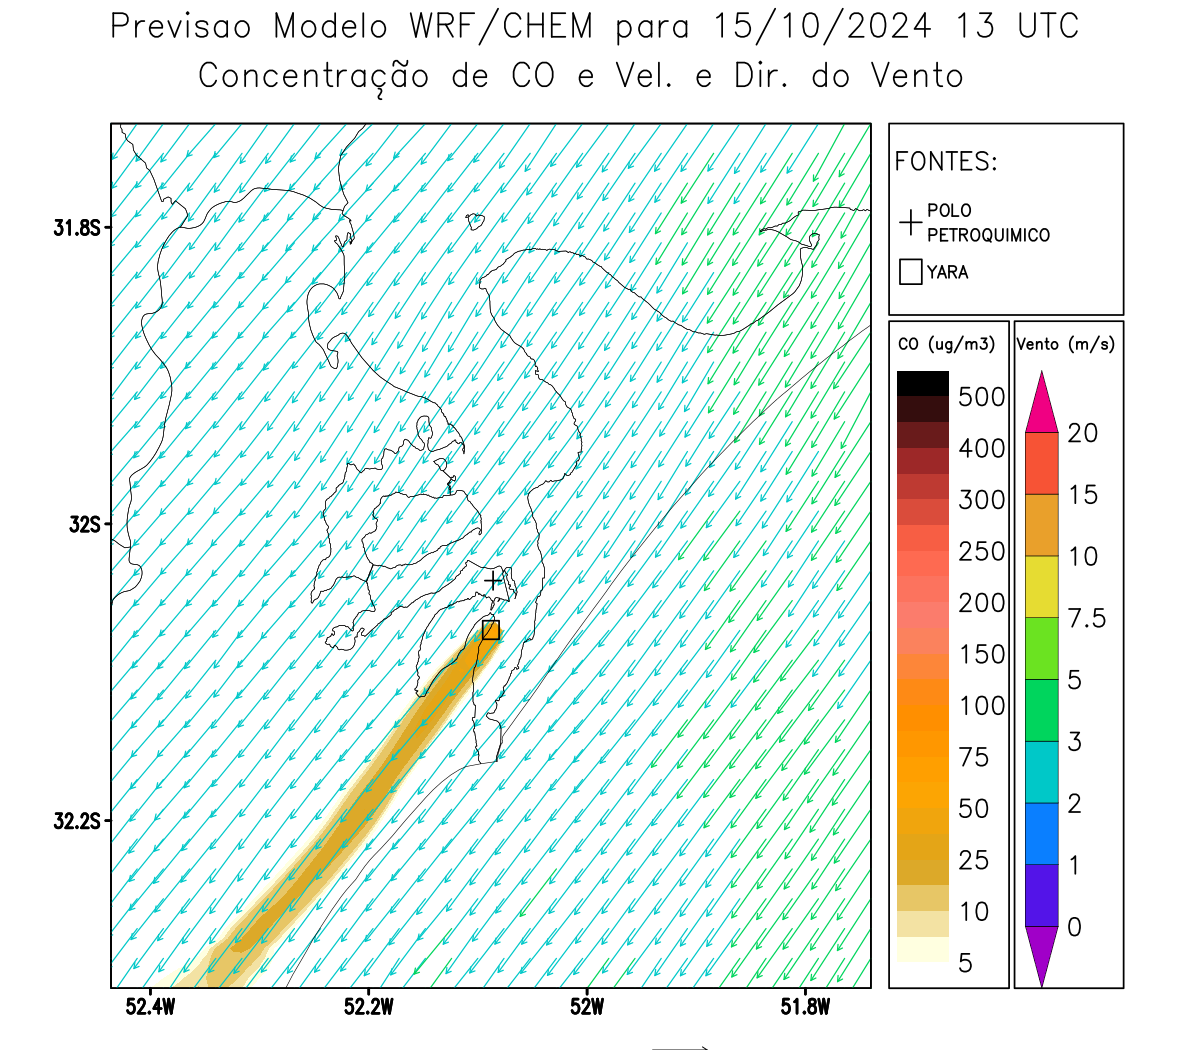 Previsao Modelo WRF/CHEM para 15/10/2024 13 UTC
Concentração de CO e Vel. e Dir. do Vento
FONTES:
POLO
PETROQUIMICO
YARA
CO (ug/m3)
500
400
300
250
200
150
100
75
50
25
10
5
Vento (m/s)
20
15
10
7.5
5
3
2
1
0
31.8S
32S
32.2S
52.4W
52.2W
52W
51.8W